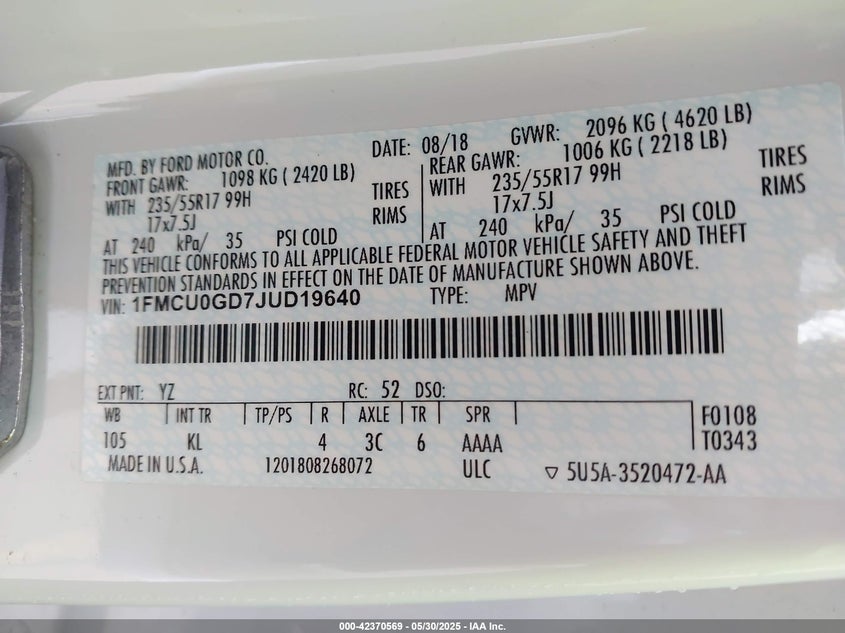 MFD. BY FORD MOTOR CO. DATE: 08/18 GVWR: 2096 KG ( 4620 LB)
FRONT GAWR: 1098 KG ( 2420 LB) REAR GAWR: 1006 KG ( 2218 LB)
WITH 235/55R17 99H TIRES WITH 235/55R17 99H TIRES
17x7.5J RIMS 17x7.5J RIMS
AT 240 kPa/ 35 PSI COLD AT 240 kPa/ 35 PSI COLD
THIS VEHICLE CONFORMS TO ALL APPLICABLE FEDERAL MOTOR VEHICLE SAFETY AND THEFT
PREVENTION STANDARDS IN EFFECT ON THE DATE OF MANUFACTURE SHOWN ABOVE.
VIN: 1FMCU0GD7JUD19640 TYPE: MPV
EXT PNT: YZ RC: 52 DSO:
WB INT TR TP/PS R AXLE TR SPR F0108
105 KL 4 3C 6 AAAA T0343
MADE IN U.S.A. 1201808268072 ULC ▽ 5U5A-3520472-AA
000-42370569 — 05/30/2025 — IAA Inc.